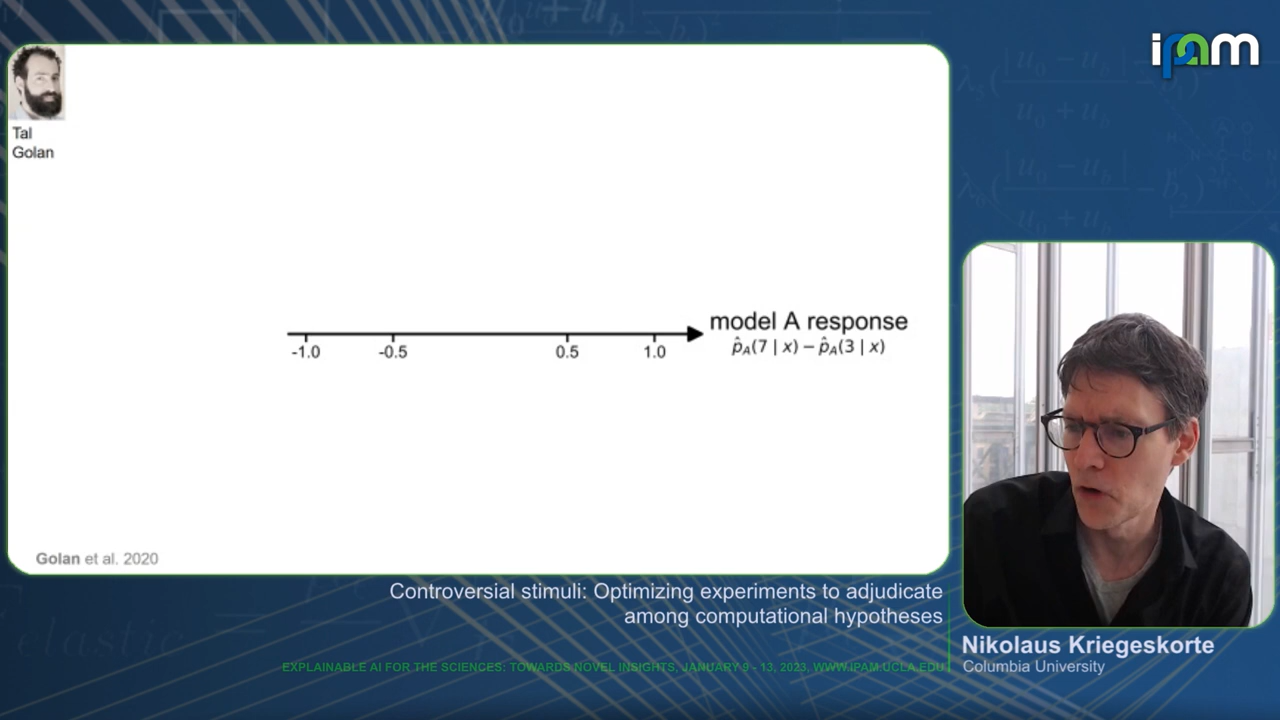 ipam
Tal
Golan
-1.0
-0.5
0.5
1.0
model A response
p̂A(7 | x) − p̂A(3 | x)
Golan et al. 2020
Controversial stimuli: Optimizing experiments to adjudicate
among computational hypotheses
Nikolaus Kriegeskorte
Columbia University
EXPLAINABLE AI FOR THE SCIENCES: TOWARDS NOVEL INSIGHTS, JANUARY 9 - 13, 2023, WWW.IPAM.UCLA.EDU
elastic